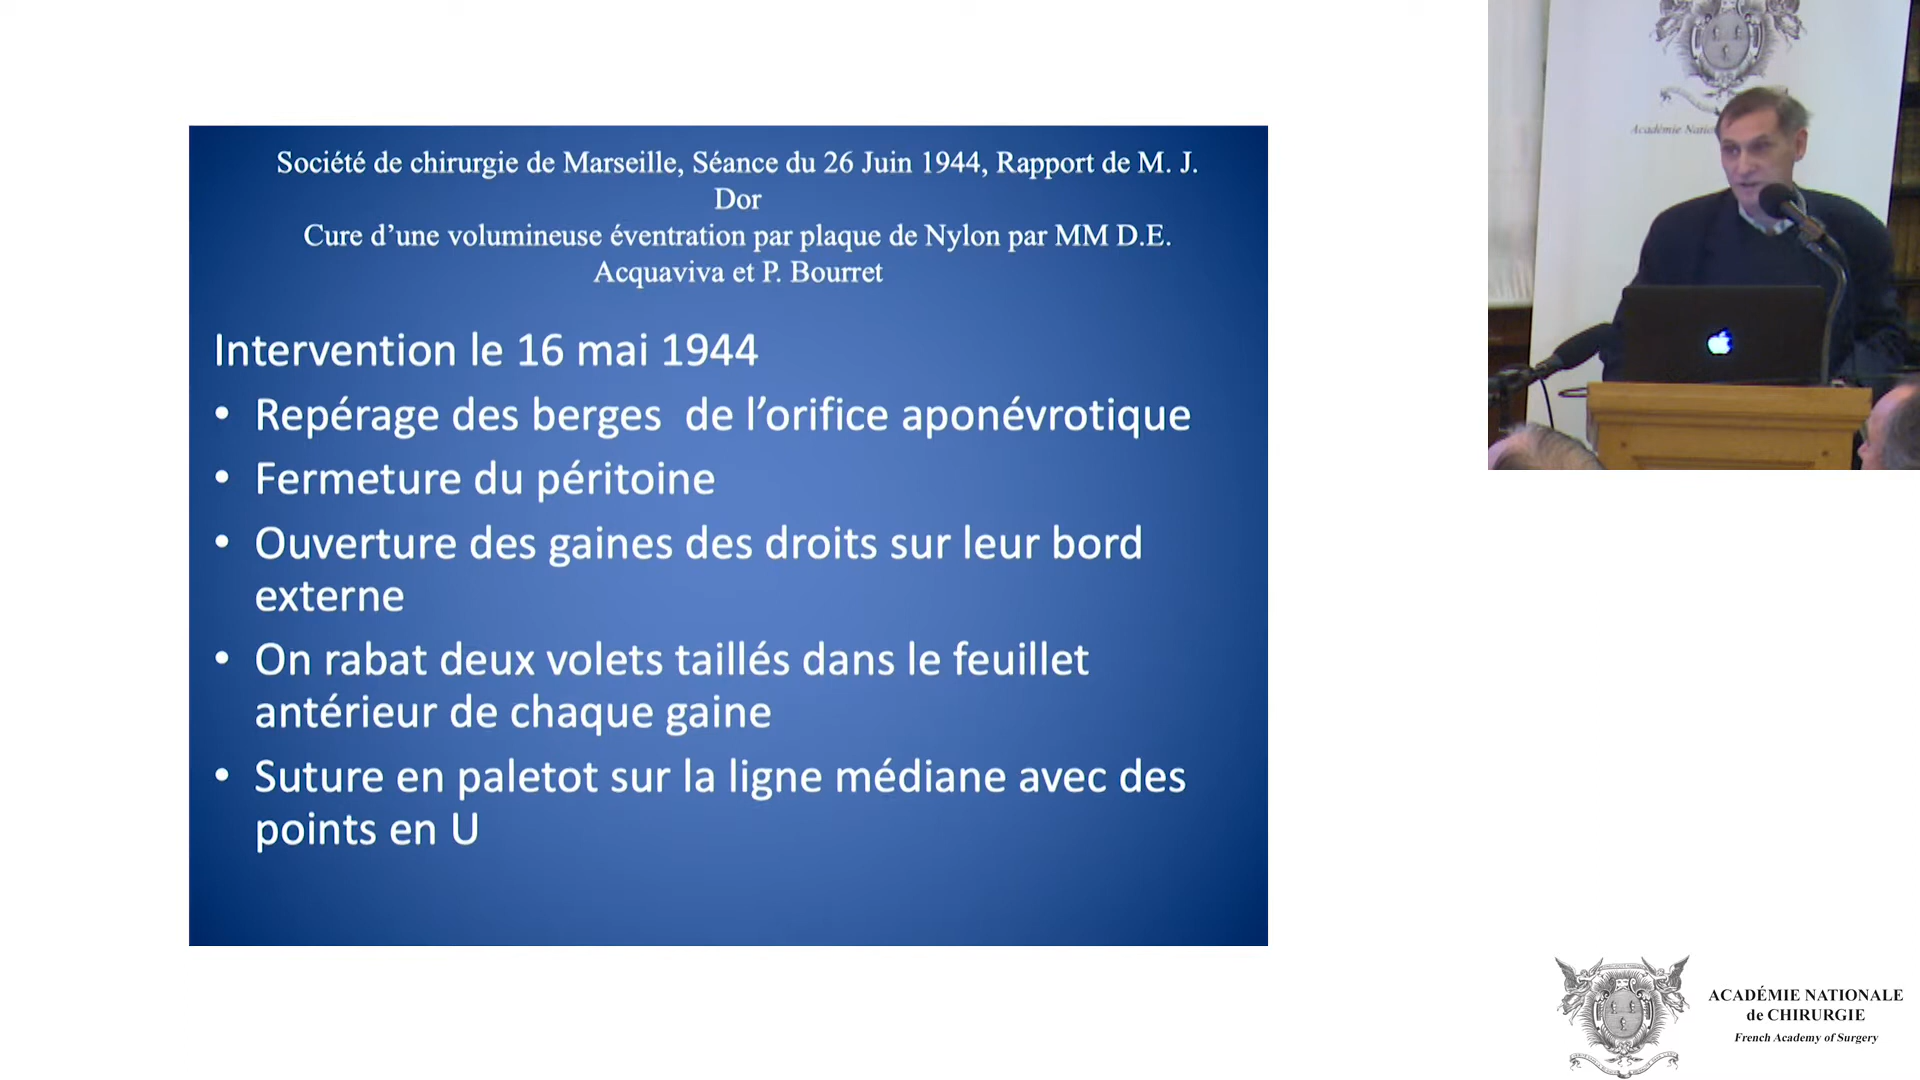 Société de chirurgie de Marseille, Séance du 26 Juin 1944, Rapport de M. J.
Dor
Cure d’une volumineuse éventration par plaque de Nylon par MM D.E.
Acquaviva et P. Bourret
Intervention le 16 mai 1944
• Repérage des berges  de l’orifice aponévrotique
• Fermeture du péritoine
• Ouverture des gaines des droits sur leur bord
externe
• On rabat deux volets taillés dans le feuillet
antérieur de chaque gaine
• Suture en paletot sur la ligne médiane avec des
points en U
Académie
ACADÉMIE NATIONALE
de CHIRURGIE
French Academy of Surgery